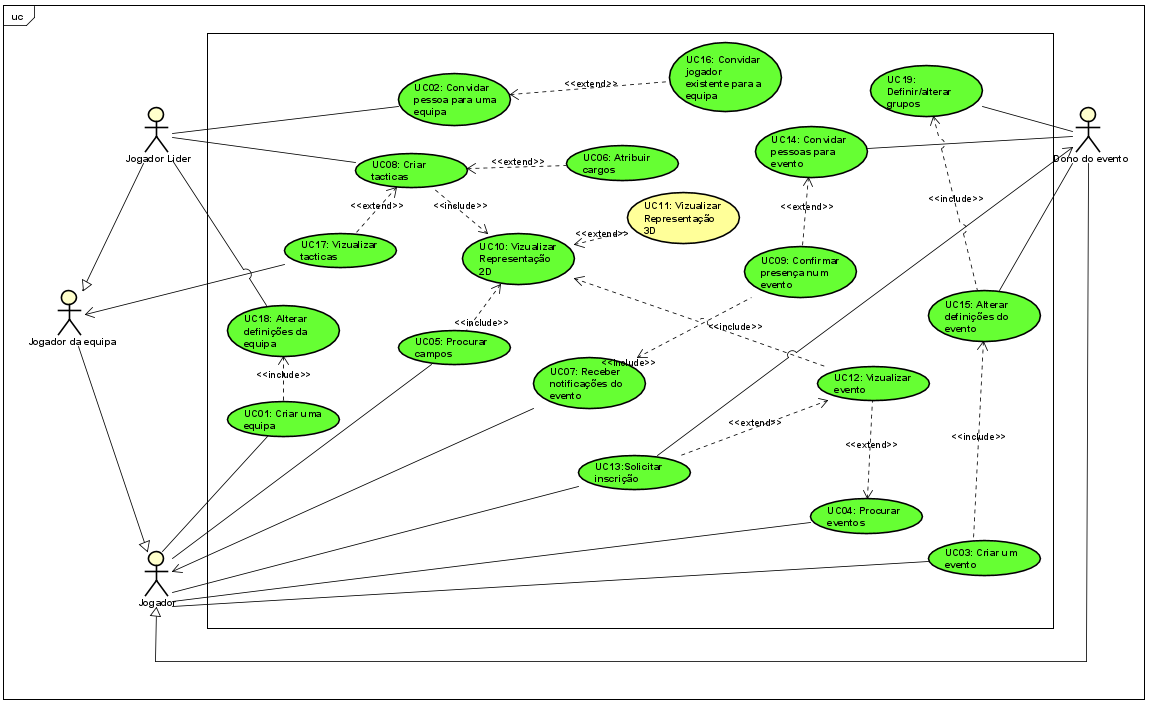 uc
UC16: Convidar
jogador
existente para a
equipa
UC02: Convidar
pessoa para uma
equipa
<<extend>>
UC19:
Definir/alterar
grupos
Jogador Lider
UC14: Convidar
pessoas para
evento
Dono do evento
UC08: Criar
tacticas
<<extend>>
UC06: Atribuir
cargos
<<extend>>
<<include>>
UC11: Vizualizar
Representação
3D
<<extend>>
<<include>>
<<extend>>
UC17: Vizualizar
tacticas
UC10: Vizualizar
Representação
2D
UC09: Confirmar
presença num
evento
Jogador da equipa
UC18: Alterar
definições da
equipa
<<include>>
UC05: Procurar
campos
<<include>>
UC15: Alterar
definições do
evento
<<include>>
<<include>>
UC07: Receber
notificações do
evento
UC12: Vizualizar
evento
UC01: Criar uma
equipa
<<extend>>
<<extend>>
<<include>>
UC13:Solicitar
inscrição
UC04: Procurar
eventos
UC03: Criar um
evento
Jogador